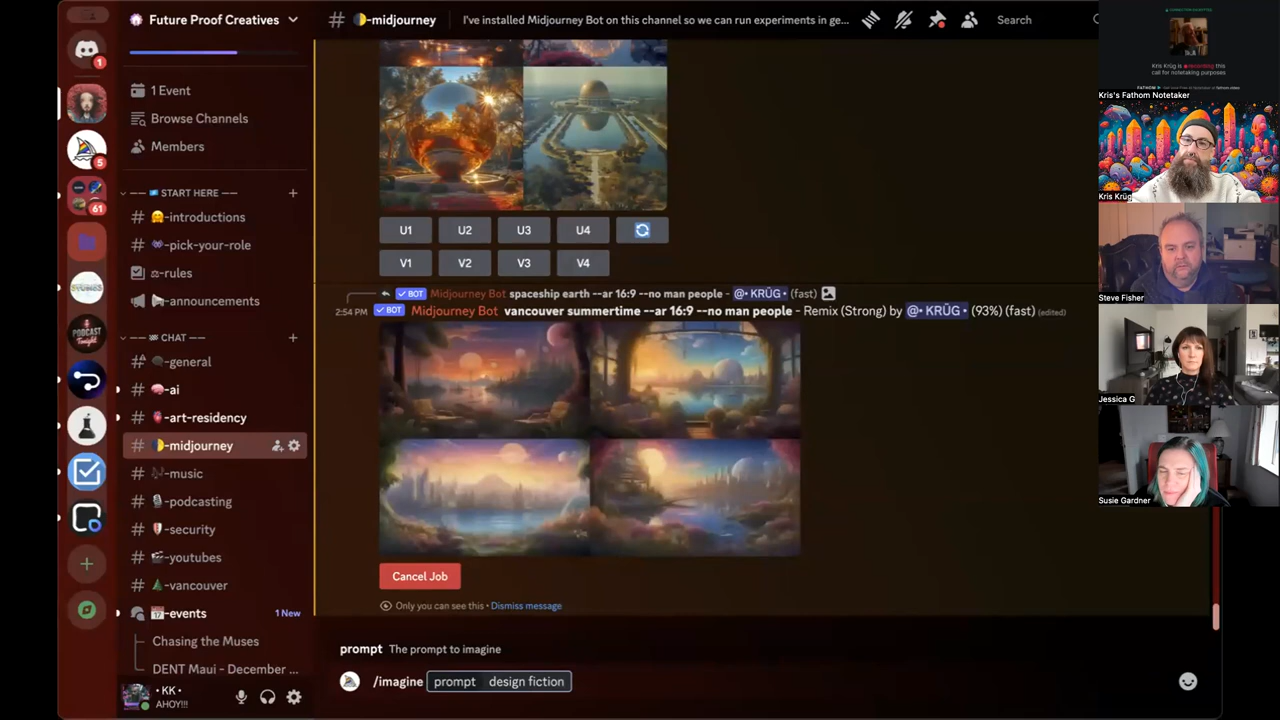 Future Proof Creatives
1 Event
Browse Channels
Members
START HERE
-introductions
-pick-your-role
-rules
-announcements
CHAT
-general
-ai
-art-residency
-midjourney
-music
-podcasting
-security
-youtubes
-vancouver
-events
1 New
Chasing the Muses
DENT Maui - December ...
• KK •
AHOY!!!
1
5
61
PODCAST
Tonight
-midjourney
I've installed Midjourney Bot on this channel so we can run experiments in ge...
Search
U1 U2 U3 U4
V1 V2 V3 V4
BOT Midjourney Bot spaceship earth --ar 16:9 --no man people - @• KRÜG • (fast)
2:54 PM BOT Midjourney Bot vancouver summertime --ar 16:9 --no man people - Remix (Strong) by @• KRÜG • (93%) (fast) (edited)
Cancel Job
Only you can see this • Dismiss message
prompt The prompt to imagine
/imagine prompt design fiction
Kris Krüg is recording this
call for notetaking purposes
Kris's Fathom Notetaker
Kris Krüg
Steve Fisher
Jessica G
Susie Gardner